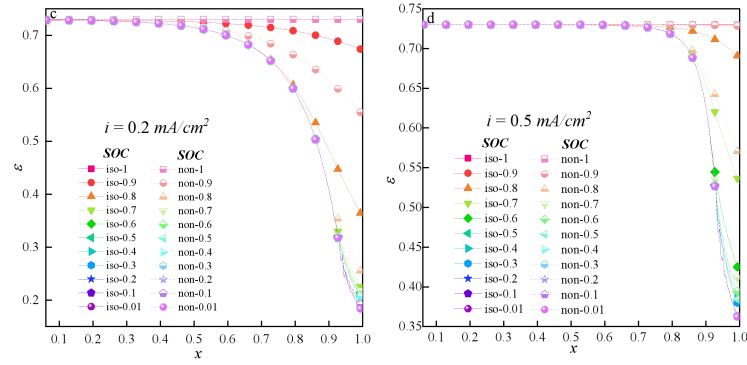 c
ε
0.7
0.6
0.5
0.4
0.3
0.2
i = 0.2 mA/cm²
SOC SOC
iso-1 non-1
iso-0.9 non-0.9
iso-0.8 non-0.8
iso-0.7 non-0.7
iso-0.6 non-0.6
iso-0.5 non-0.5
iso-0.4 non-0.4
iso-0.3 non-0.3
iso-0.2 non-0.2
iso-0.1 non-0.1
iso-0.01 non-0.01
0.1 0.2 0.3 0.4 0.5 0.6 0.7 0.8 0.9 1.0
x
d
ε
0.75
0.70
0.65
0.60
0.55
0.50
0.45
0.40
0.35
i = 0.5 mA/cm²
SOC SOC
iso-1 non-1
iso-0.9 non-0.9
iso-0.8 non-0.8
iso-0.7 non-0.7
iso-0.6 non-0.6
iso-0.5 non-0.5
iso-0.4 non-0.4
iso-0.3 non-0.3
iso-0.2 non-0.2
iso-0.1 non-0.1
iso-0.01 non-0.01
0.1 0.2 0.3 0.4 0.5 0.6 0.7 0.8 0.9 1.0
x